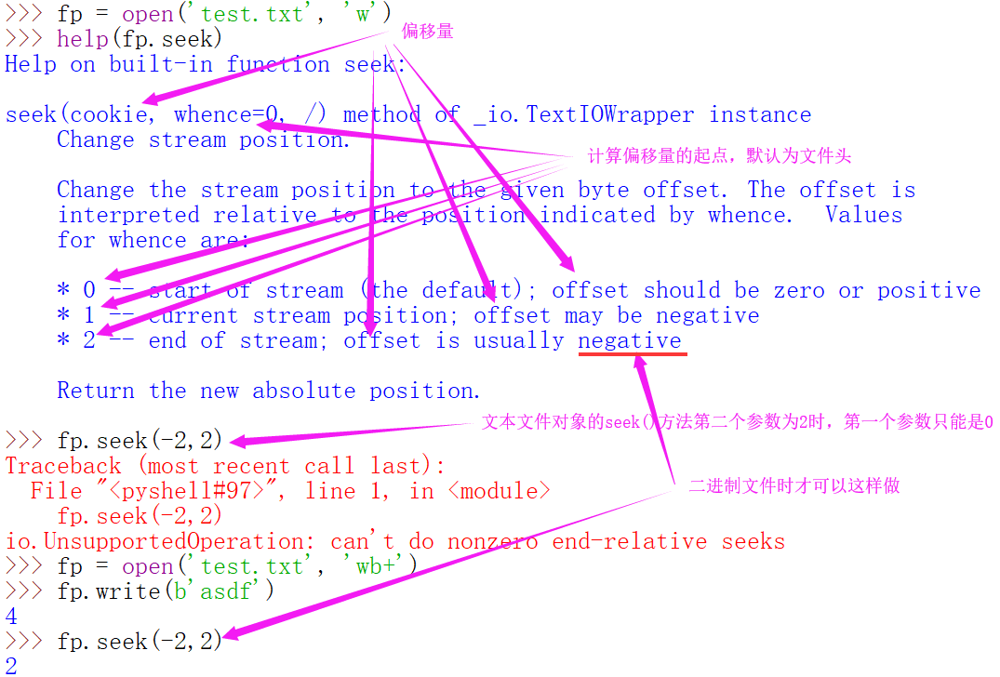 >>> fp = open('test.txt', 'w')
>>> help(fp.seek)
偏移量
Help on built-in function seek:
seek(cookie, whence=0, /) method of _io.TextIOWrapper instance
Change stream position.
计算偏移量的起点，默认为文件头
Change the stream position to the given byte offset. The offset is
interpreted relative to the position indicated by whence. Values
for whence are:
* 0 -- start of stream (the default); offset should be zero or positive
* 1 -- current stream position; offset may be negative
* 2 -- end of stream; offset is usually negative
Return the new absolute position.
文本文件对象的seek()方法第二个参数为2时，第一个参数只能是0
>>> fp.seek(-2,2)
Traceback (most recent call last):
File "<pyshell#97>", line 1, in <module>
二进制文件时才可以这样做
fp.seek(-2,2)
io.UnsupportedOperation: can't do nonzero end-relative seeks
>>> fp = open('test.txt', 'wb+')
>>> fp.write(b'asdf')
4
>>> fp.seek(-2,2)
2